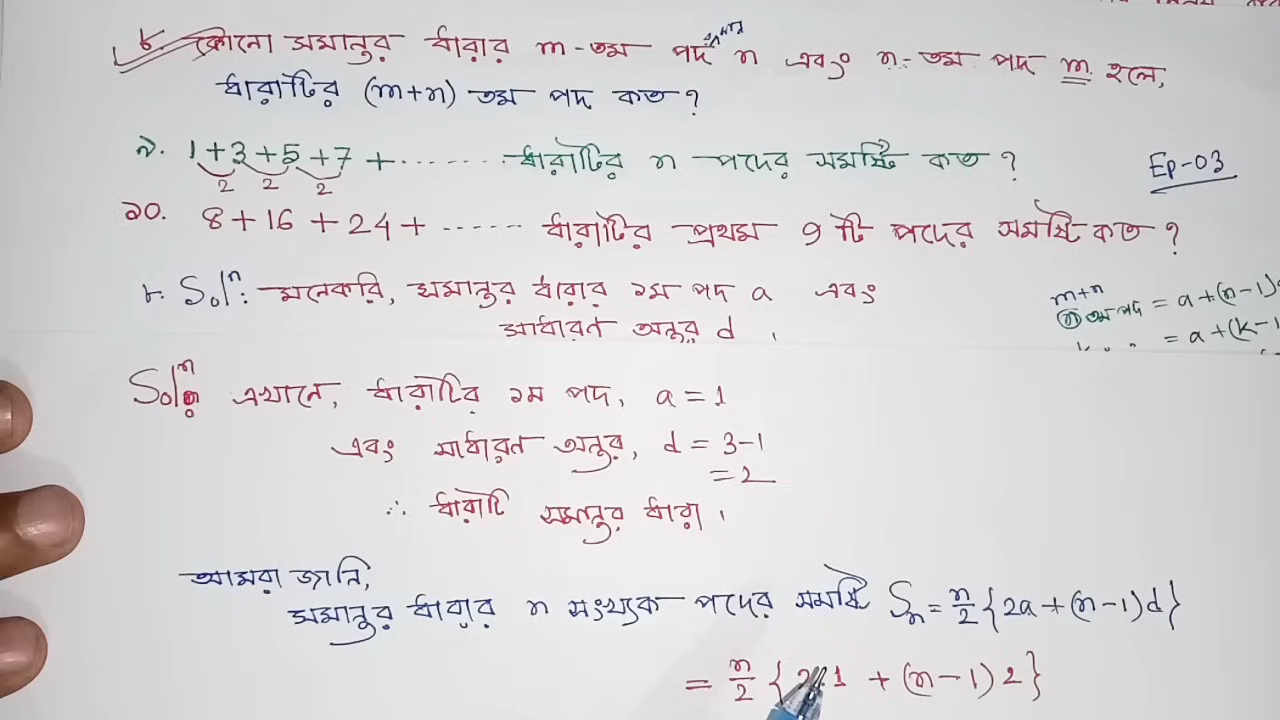 ৮. কোনো সমান্তর ধারার m-তম পদ n এবং n-তম পদ m হলে,
ধারাটির (m+n) তম পদ কত?
৯. 1+3+5+7+....... ধারাটির n পদের সমষ্টি কত?
2 2 2
Ep-03
১০. 8+16+24+...... ধারাটির প্রথম 9 টি পদের সমষ্টি কত?
৮. Solⁿ: মনেকরি, সমান্তর ধারার ১ম পদ a এবং
সাধারণ অন্তর d ।
m+n
(n) তম পদ = a+(n-1)
= a+(k-1
Solⁿ: এখানে, ধারাটির ১ম পদ, a = 1
এবং সাধারণ অন্তর, d = 3-1
= 2
∴ ধারাটি সমান্তর ধারা।
আমরা জানি,
সমান্তর ধারার n সংখ্যক পদের সমষ্টি Sₙ = n/2 {2a+(n-1)d}
= n/2 {2.1 + (n-1) 2}